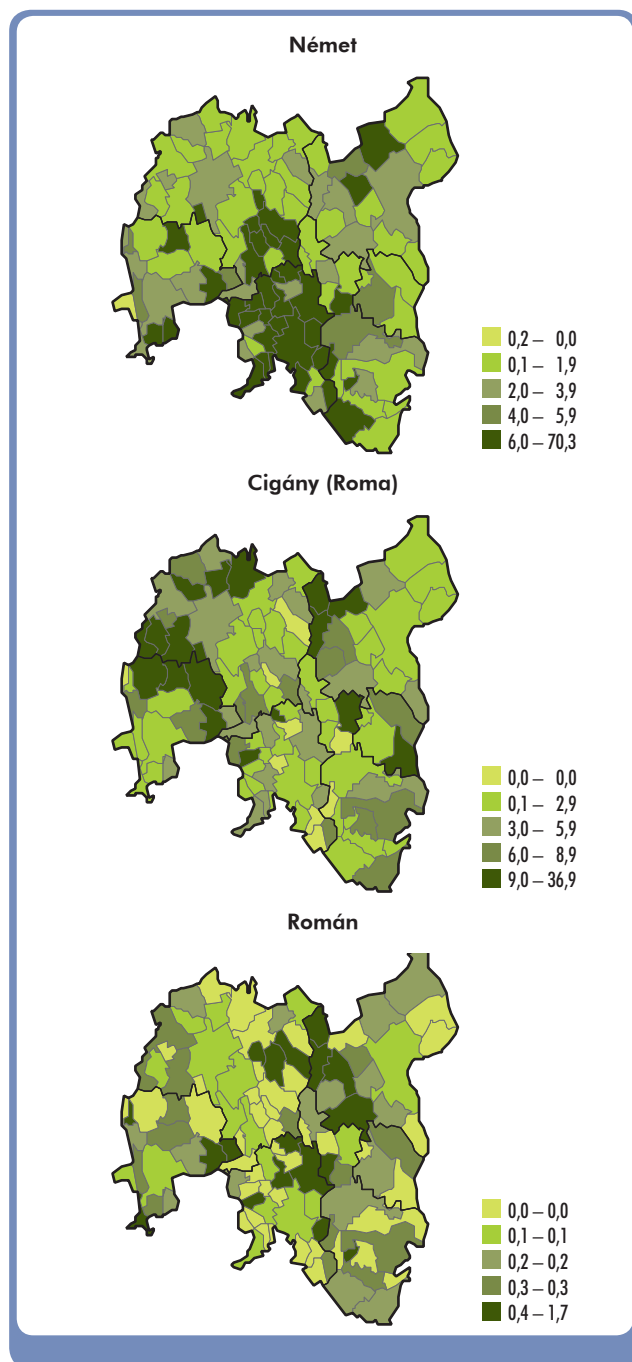 Német
0,2 – 0,0
0,1 – 1,9
2,0 – 3,9
4,0 – 5,9
6,0 – 70,3
Cigány (Roma)
0,0 – 0,0
0,1 – 2,9
3,0 – 5,9
6,0 – 8,9
9,0 – 36,9
Román
0,0 – 0,0
0,1 – 0,1
0,2 – 0,2
0,3 – 0,3
0,4 – 1,7